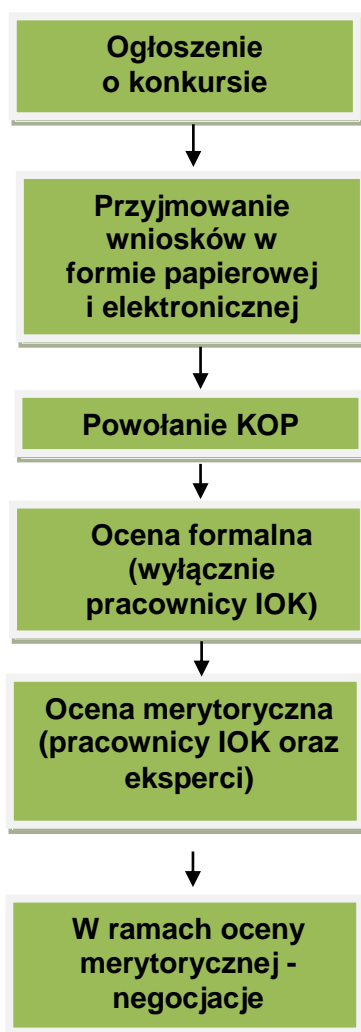 Ogłoszenie
o konkursie
Przyjmowanie
wniosków w
formie papierowej
i elektronicznej
Powołanie KOP
Ocena formalna
(wyłącznie
pracownicy IOK)
Ocena merytoryczna
(pracownicy IOK oraz
eksperci)
W ramach oceny
merytorycznej -
negocjacje